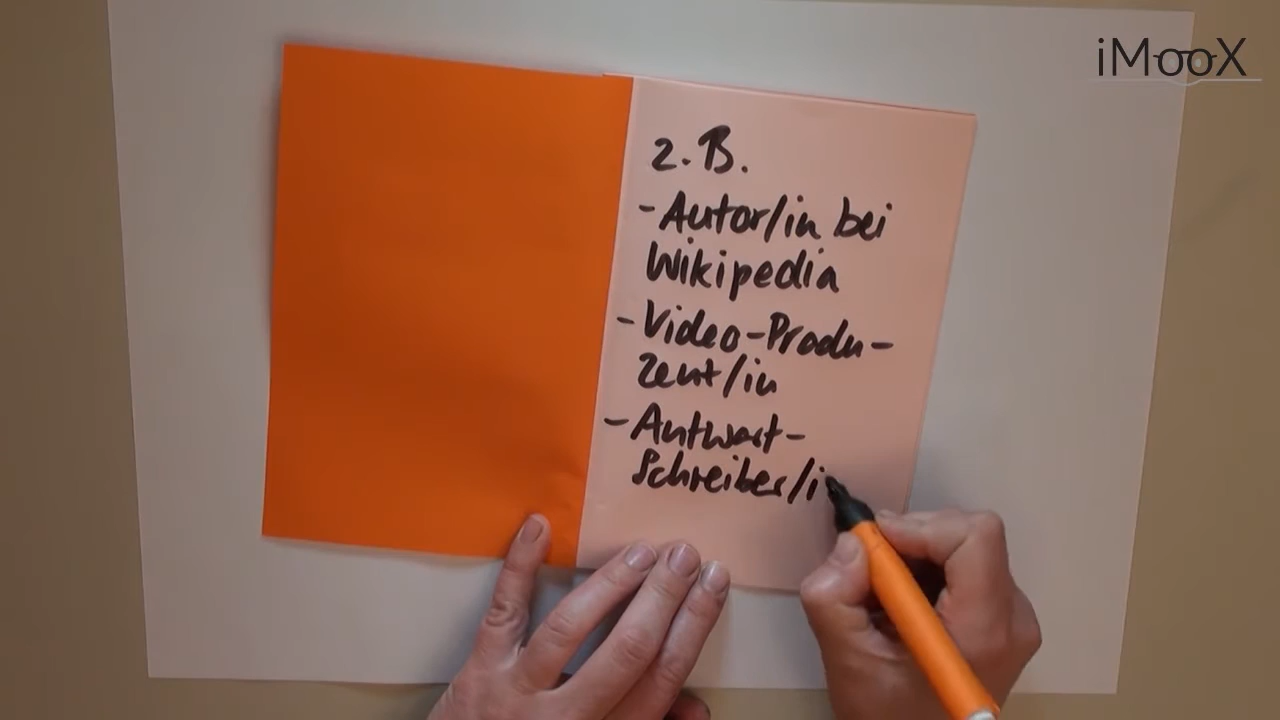 iMooX
z.B.
- Autor/in bei
Wikipedia
- Video-Produ-
zent/in
- Antwort-
Schreiber/i